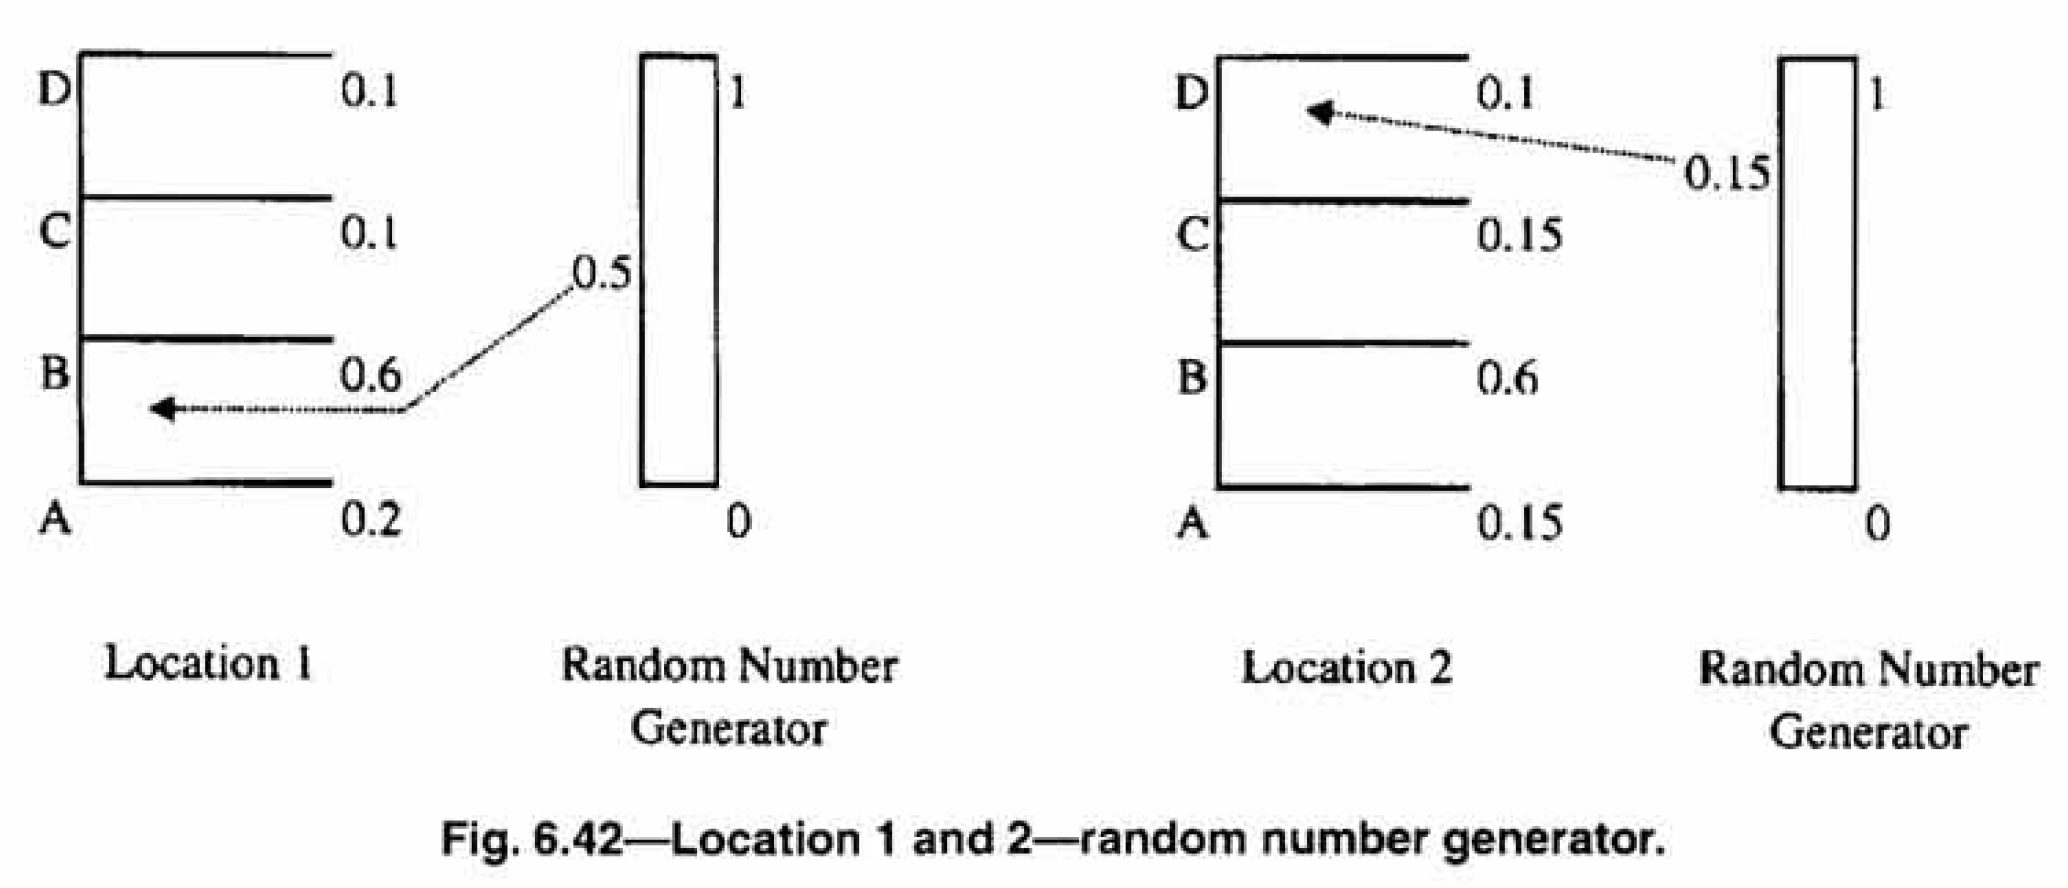 D 0.1 1
C 0.1
0.5
B 0.6
A 0.2 0
Location 1 Random Number
Generator
D 0.1 1
0.15
C 0.15
B 0.6
A 0.15 0
Location 2 Random Number
Generator
Fig. 6.42—Location 1 and 2—random number generator.